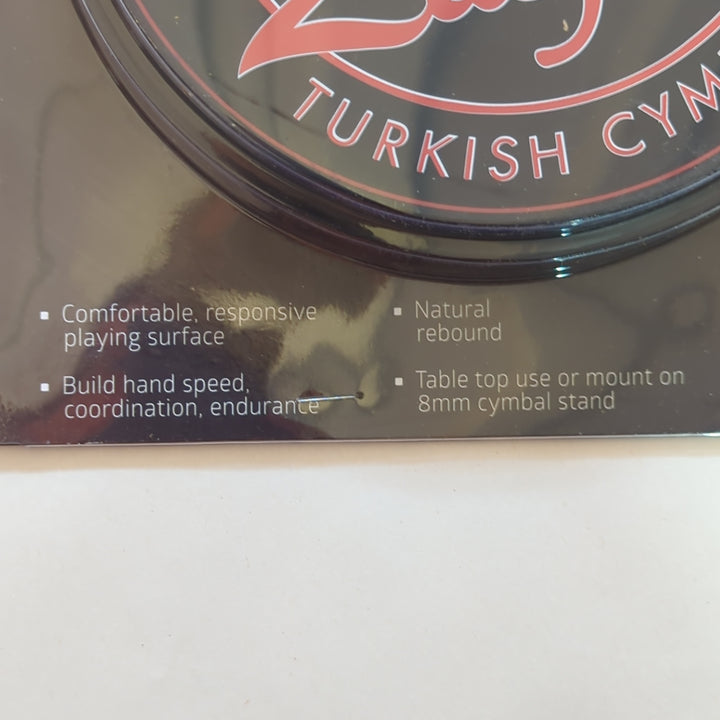 TURKISH CYM
▪ Comfortable, responsive
playing surface
▪ Natural
rebound
▪ Build hand speed,
coordination, endurance
▪ Table top use or mount on
8mm cymbal stand